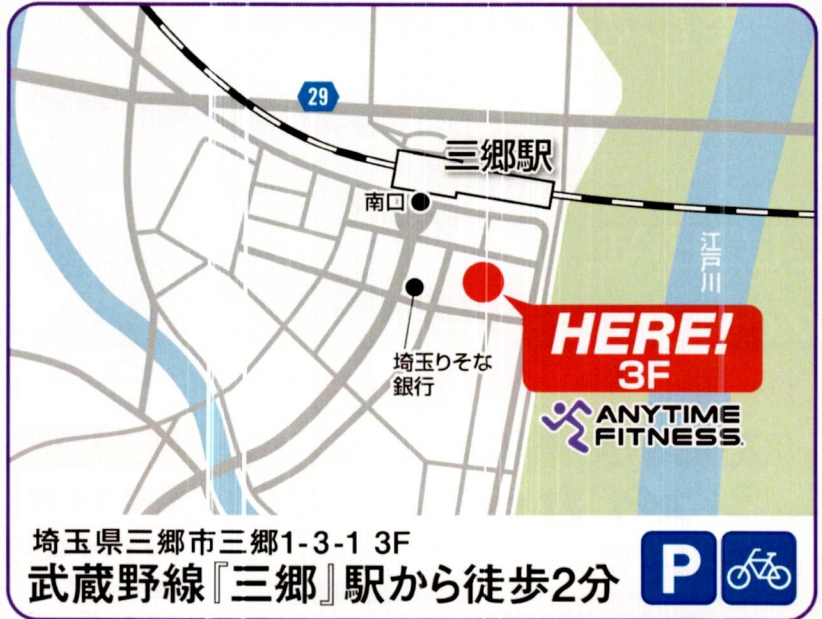 29
三郷駅
南口
江戸川
埼玉りそな
銀行
HERE!
3F
ANYTIME
FITNESS.
埼玉県三郷市三郷1-3-1 3F
武蔵野線『三郷』駅から徒歩2分
P